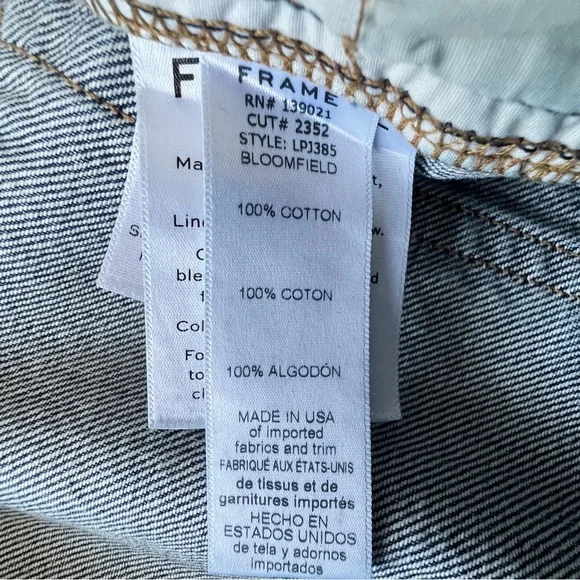 FRAME
RN# 139021
CUT# 2352
STYLE: LPJ385
BLOOMFIELD
100% COTTON
100% COTON
100% ALGODÓN
MADE IN USA
of imported
fabrics and trim
FABRIQUÉ AUX ÉTATS-UNIS
de tissus et de
garnitures importés
HECHO EN
ESTADOS UNIDOS
de tela y adornos
importados